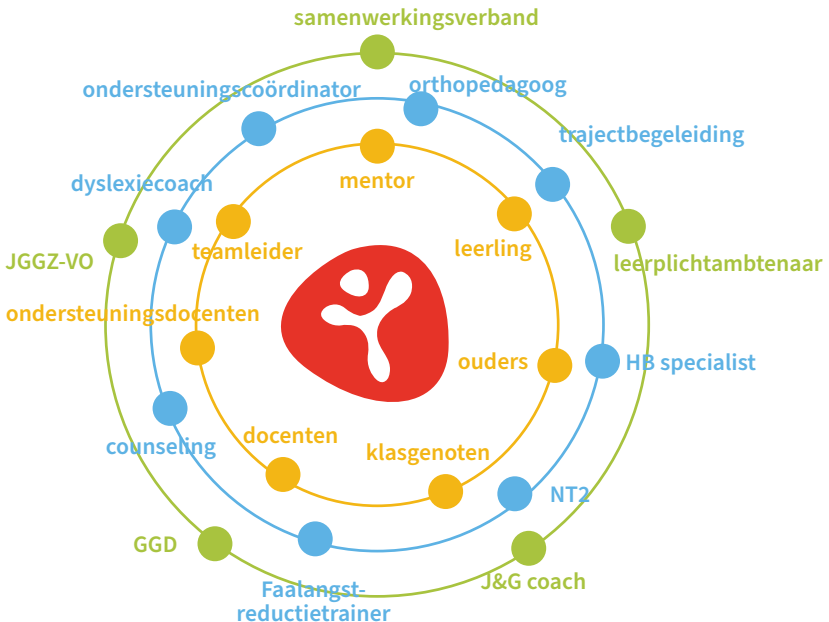 samenwerkingsverband
ondersteuningscoördinator
orthopedagoog
trajectbegeleiding
mentor
dyslexiecoach
teamleider
leerling
JGGZ-VO
leerplichtambtenaar
ondersteuningsdocenten
ouders
HB specialist
docenten
counseling
klasgenoten
NT2
GGD
J&G coach
Faalangst-
reductietrainer